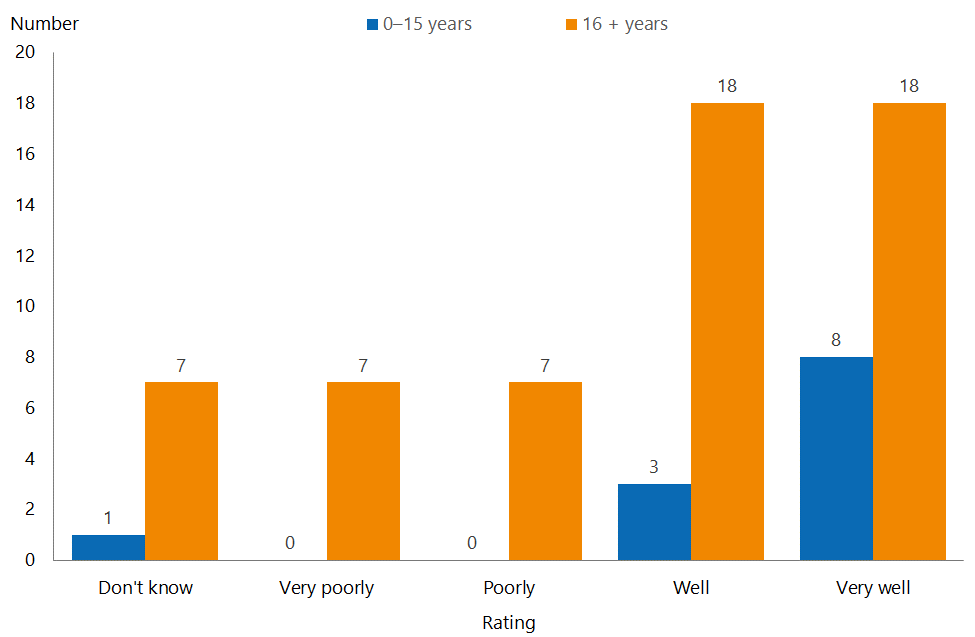 Number
0–15 years
16 + years
20
18
16
14
12
10
8
6
4
2
0
1
7
0
7
0
7
3
18
8
18
Don't know
Very poorly
Poorly
Well
Very well
Rating